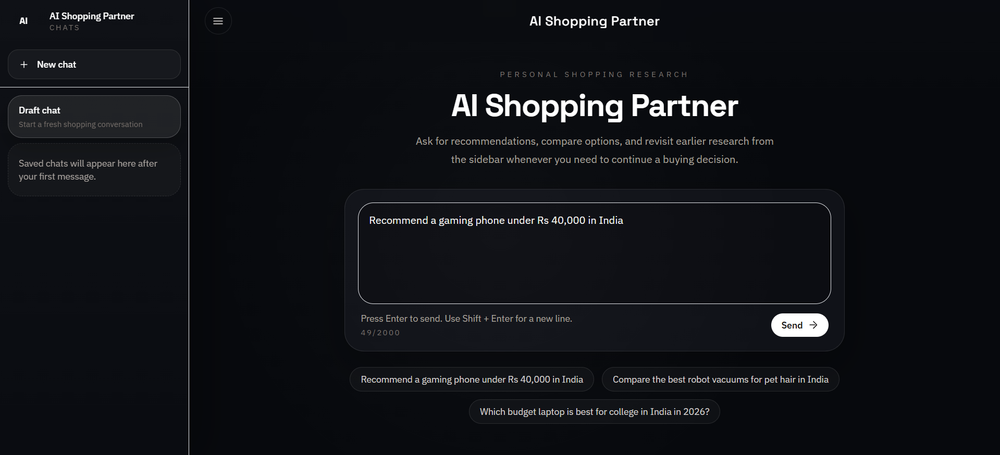 AI
AI Shopping Partner
CHATS
New chat
Draft chat
Start a fresh shopping conversation
Saved chats will appear here after
your first message.
AI Shopping Partner
PERSONAL SHOPPING RESEARCH
AI Shopping Partner
Ask for recommendations, compare options, and revisit earlier research from
the sidebar whenever you need to continue a buying decision.
Recommend a gaming phone under Rs 40,000 in India
Press Enter to send. Use Shift + Enter for a new line.
49/2000
Send
Recommend a gaming phone under Rs 40,000 in India
Compare the best robot vacuums for pet hair in India
Which budget laptop is best for college in India in 2026?